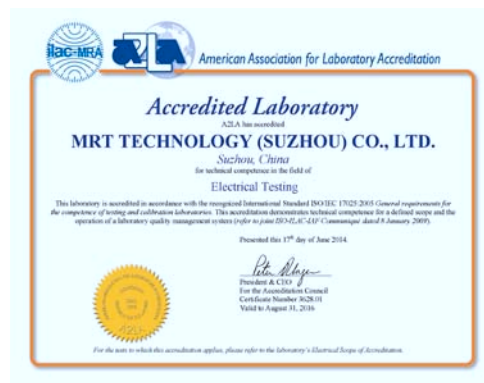 ilac-MRA
A2LA
American Association for Laboratory Accreditation
Accredited Laboratory
A2LA has accredited
MRT TECHNOLOGY (SUZHOU) CO., LTD.
Suzhou, China
for technical competence in the field of
Electrical Testing
This laboratory is accredited in accordance with the recognized International Standard ISO/IEC 17025:2005 General requirements for
the competence of testing and calibration laboratories. This accreditation demonstrates technical competence for a defined scope and the
operation of a laboratory quality management system (refer to joint ISO-ILAC-IAF Communiqué dated 8 January 2009).
Presented this 17th day of June 2014.
President & CEO
For the Accreditation Council
Certificate Number 3628.01
Valid to August 31, 2016
A2LA
For the tests to which this accreditation applies, please refer to the laboratory's Electrical Scope of Accreditation.